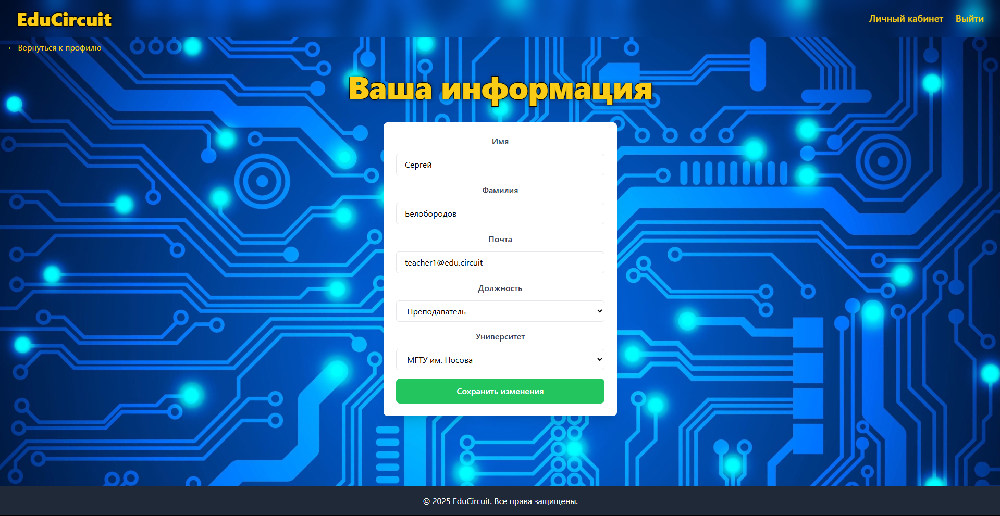 EduCircuit
Личный кабинет Выйти
← Вернуться к профилю
Ваша информация
Имя
Сергей
Фамилия
Белобородов
Почта
teacher1@edu.circuit
Должность
Преподаватель
Университет
МГТУ им. Носова
Сохранить изменения
© 2025 EduCircuit. Все права защищены.